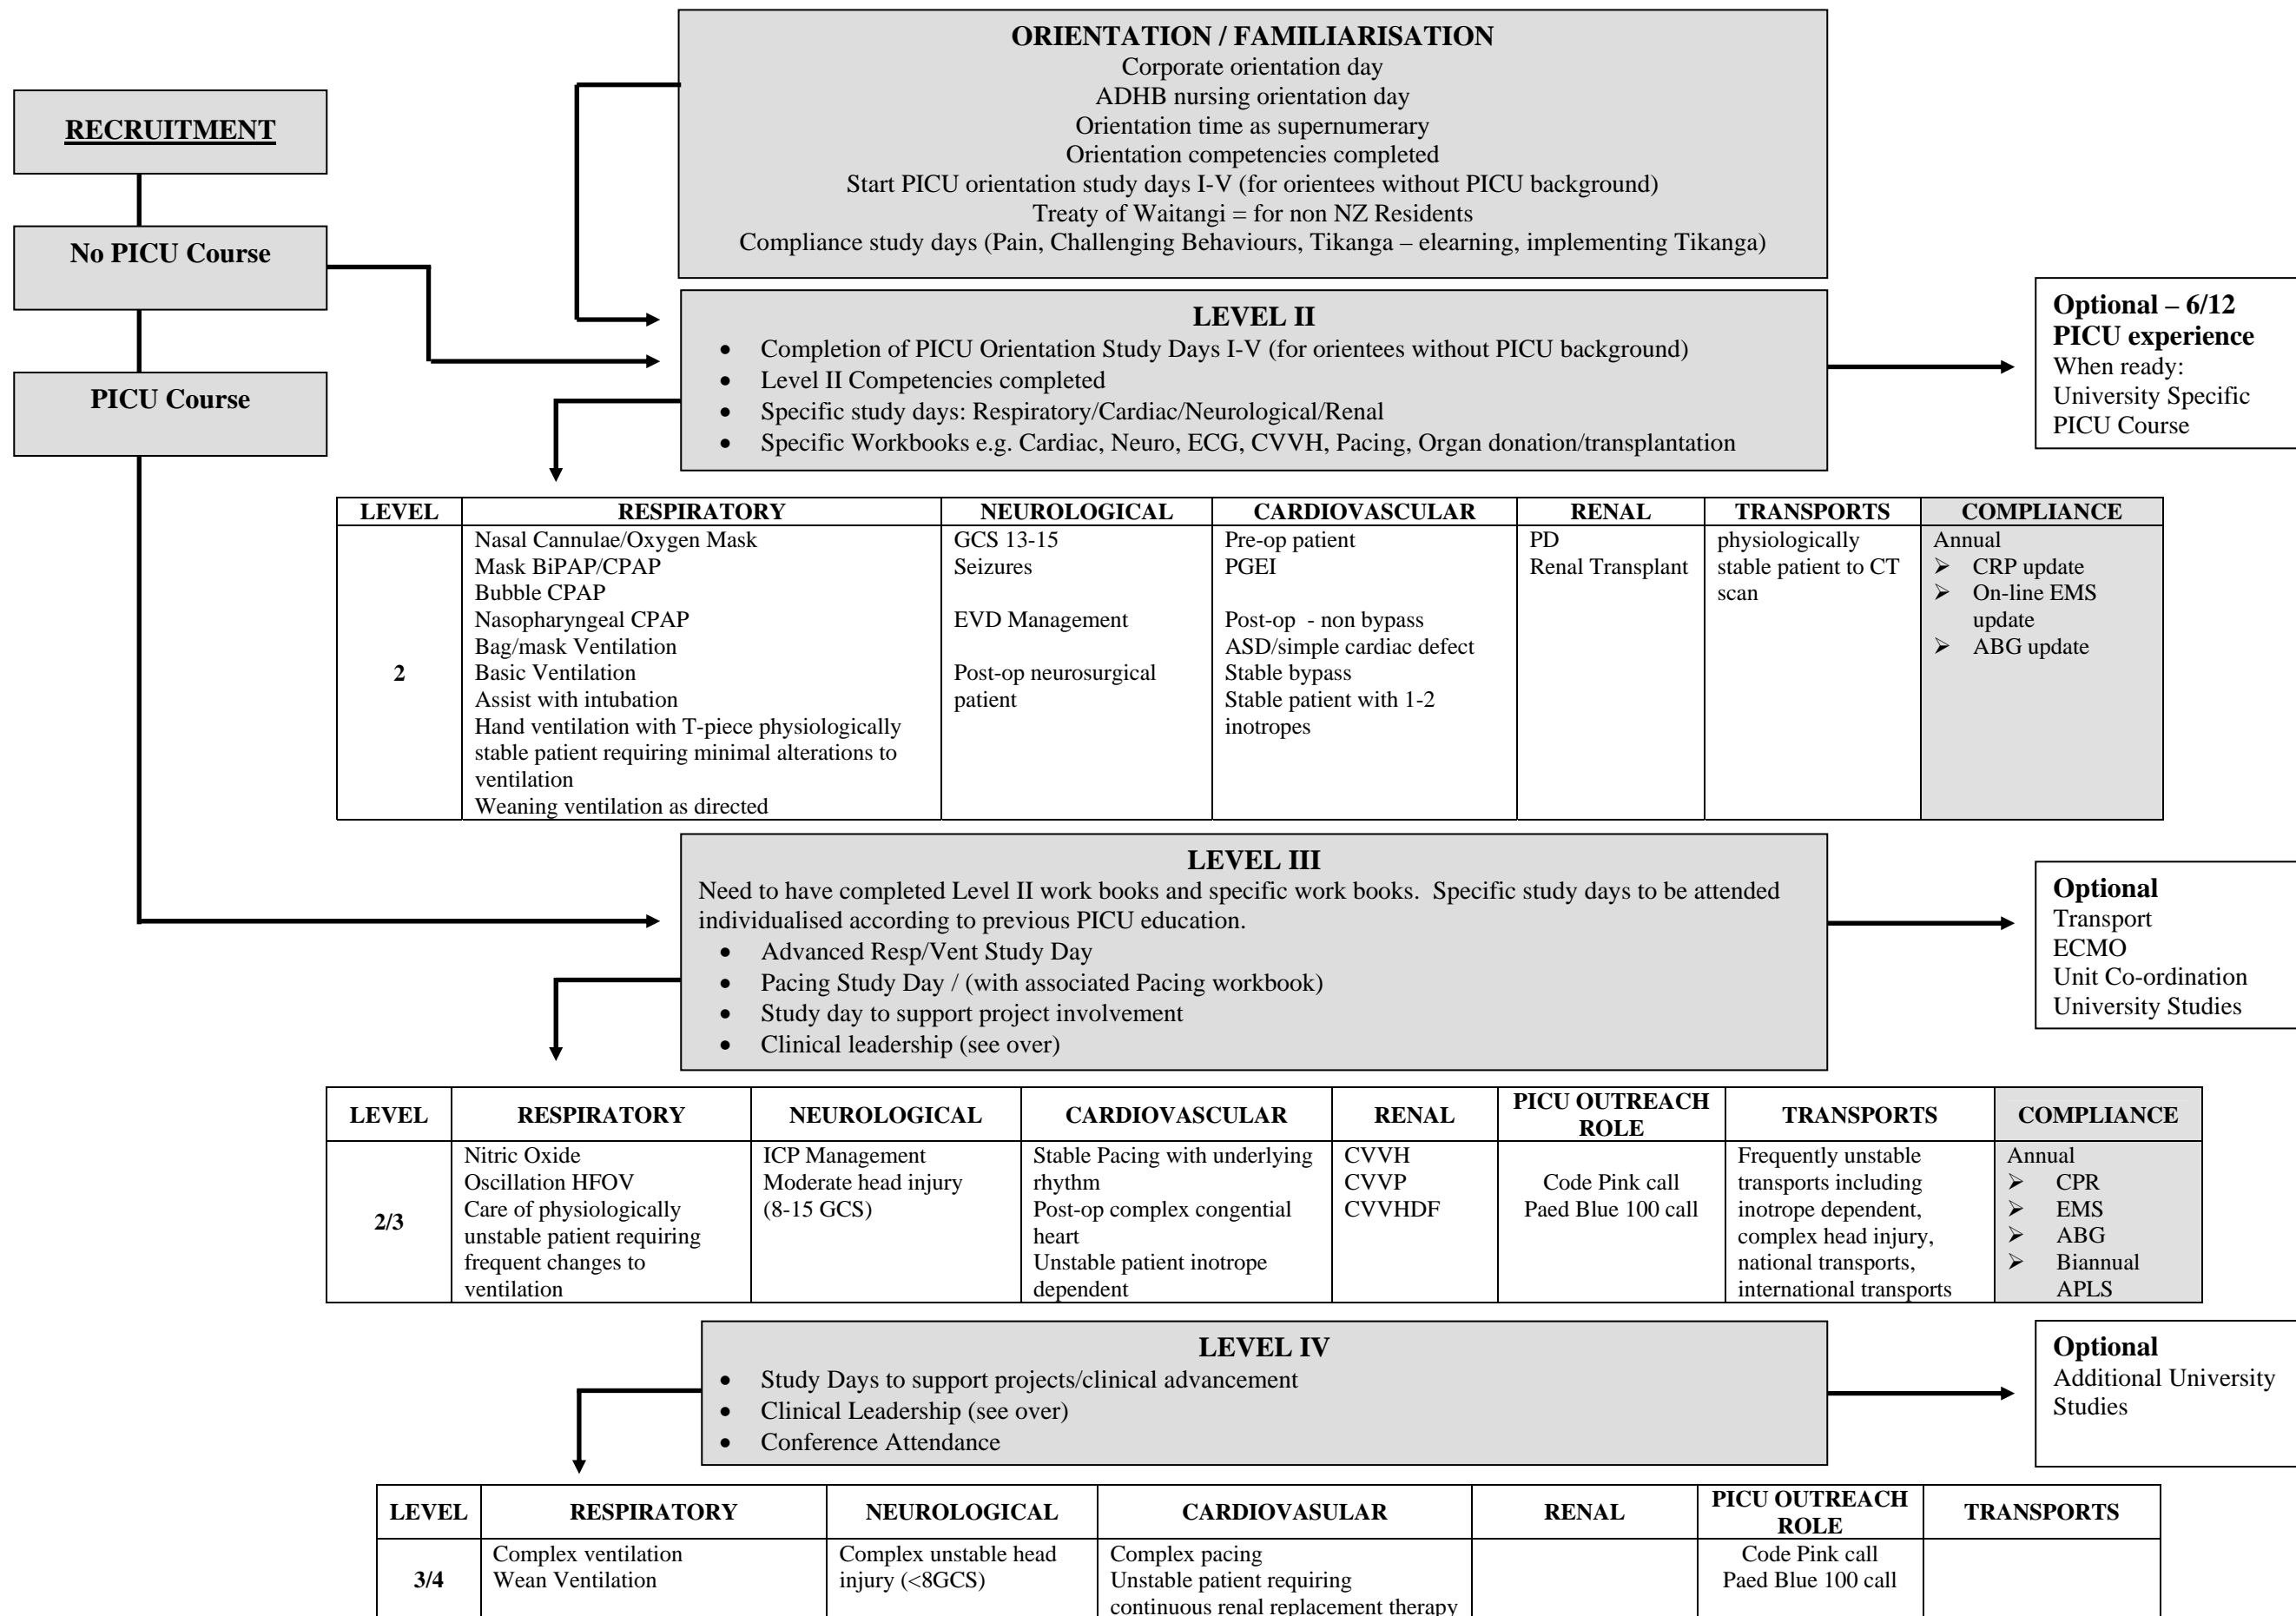 ORIENTATION / FAMILIARISATION
Corporate orientation day
ADHB nursing orientation day
Orientation time as supernumerary
Orientation competencies completed
Start PICU orientation study days I-V (for orientees without PICU background)
Treaty of Waitangi = for non NZ Residents
Compliance study days (Pain, Challenging Behaviours, Tikanga – elearning, implementing Tikanga)
RECRUITMENT
No PICU Course
PICU Course
LEVEL II
• Completion of PICU Orientation Study Days I-V (for orientees without PICU background)
• Level II Competencies completed
• Specific study days: Respiratory/Cardiac/Neurological/Renal
• Specific Workbooks e.g. Cardiac, Neuro, ECG, CVVH, Pacing, Organ donation/transplantation
Optional – 6/12
PICU experience
When ready:
University Specific
PICU Course
LEVEL
RESPIRATORY
NEUROLOGICAL
CARDIOVASCULAR
RENAL
TRANSPORTS
COMPLIANCE
2
Nasal Cannulae/Oxygen Mask
Mask BiPAP/CPAP
Bubble CPAP
Nasopharyngeal CPAP
Bag/mask Ventilation
Basic Ventilation
Assist with intubation
Hand ventilation with T-piece physiologically
stable patient requiring minimal alterations to
ventilation
Weaning ventilation as directed
GCS 13-15
Seizures
EVD Management
Post-op neurosurgical
patient
Pre-op patient
PGEI
Post-op - non bypass
ASD/simple cardiac defect
Stable bypass
Stable patient with 1-2
inotropes
PD
Renal Transplant
physiologically
stable patient to CT
scan
Annual
➢ CRP update
➢ On-line EMS
update
➢ ABG update
LEVEL III
Need to have completed Level II work books and specific work books. Specific study days to be attended
individualised according to previous PICU education.
• Advanced Resp/Vent Study Day
• Pacing Study Day / (with associated Pacing workbook)
• Study day to support project involvement
• Clinical leadership (see over)
Optional
Transport
ECMO
Unit Co-ordination
University Studies
LEVEL
RESPIRATORY
NEUROLOGICAL
CARDIOVASCULAR
RENAL
PICU OUTREACH
ROLE
TRANSPORTS
COMPLIANCE
2/3
Nitric Oxide
Oscillation HFOV
Care of physiologically
unstable patient requiring
frequent changes to
ventilation
ICP Management
Moderate head injury
(8-15 GCS)
Stable Pacing with underlying
rhythm
Post-op complex congential
heart
Unstable patient inotrope
dependent
CVVH
CVVP
CVVHDF
Code Pink call
Paed Blue 100 call
Frequently unstable
transports including
inotrope dependent,
complex head injury,
national transports,
international transports
Annual
➢ CPR
➢ EMS
➢ ABG
➢ Biannual
APLS
LEVEL IV
• Study Days to support projects/clinical advancement
• Clinical Leadership (see over)
• Conference Attendance
Optional
Additional University
Studies
LEVEL
RESPIRATORY
NEUROLOGICAL
CARDIOVASULAR
RENAL
PICU OUTREACH
ROLE
TRANSPORTS
3/4
Complex ventilation
Wean Ventilation
Complex unstable head
injury (<8GCS)
Complex pacing
Unstable patient requiring
continuous renal replacement therapy
Code Pink call
Paed Blue 100 call